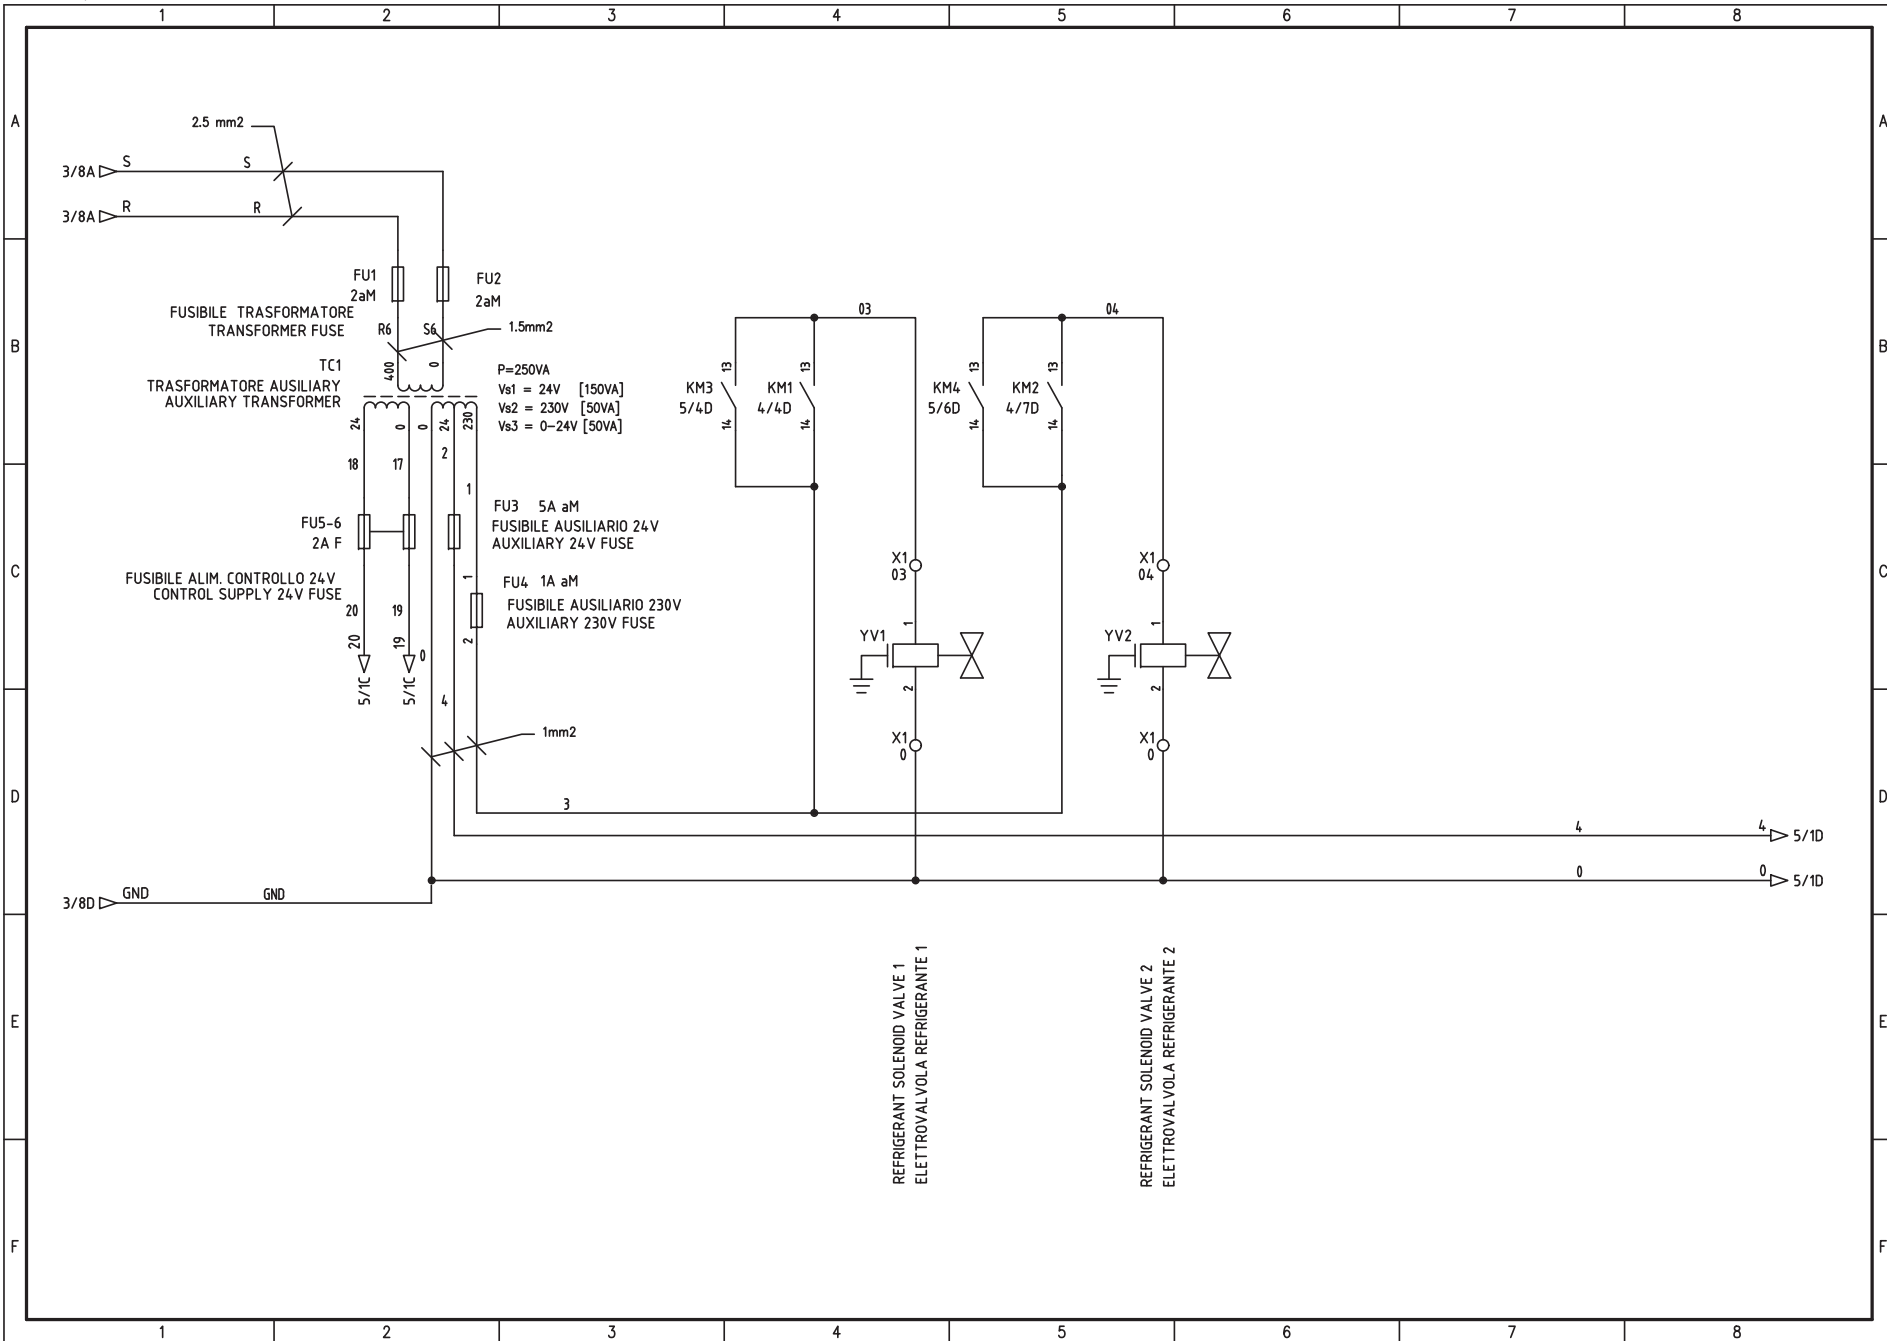 1 2 3 4 5 6 7 8
A A
2.5 mm2
3/8A S S
3/8A R R
FU1
2aM
FU2
2aM
FUSIBILE TRASFORMATORE
TRANSFORMER FUSE
R6 S6 1.5mm2
03
04
B B
TC1
TRASFORMATORE AUSILIARY
AUXILIARY TRANSFORMER
400 0
P=250VA
Vs1 = 24V [150VA]
Vs2 = 230V [50VA]
Vs3 = 0-24V [50VA]
24 0 0 24 230
13 13 13 13
KM3
5/4D
KM1
4/4D
KM4
5/6D
KM2
4/7D
14 14 14 14
18 17 2
1
FU5-6
2A F
FU3 5A aM
FUSIBILE AUSILIARIO 24V
AUXILIARY 24V FUSE
C C
FUSIBILE ALIM. CONTROLLO 24V
CONTROL SUPPLY 24V FUSE
1
FU4 1A aM
FUSIBILE AUSILIARIO 230V
AUXILIARY 230V FUSE
2
X1
03
X1
04
20 19
20 19 0
5/1C 5/1C
1 1
YV1
YV2
2 2
4
1mm2
X1
0
X1
0
D D
3
4 4 5/1D
0 0 5/1D
3/8D GND GND
REFRIGERANT SOLENOID VALVE 1
ELETTROVALVOLA REFRIGERANTE 1
REFRIGERANT SOLENOID VALVE 2
ELETTROVALVOLA REFRIGERANTE 2
E E
F F
1 2 3 4 5 6 7 8